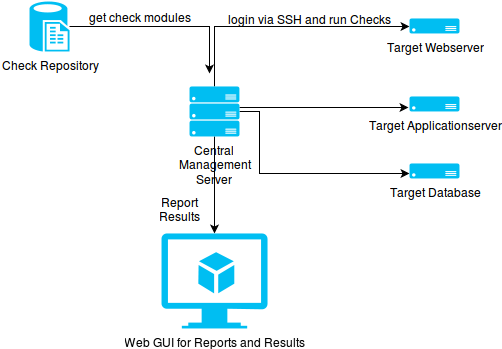 get check modules
login via SSH and run Checks
Check Repository
Target Webserver
Target Applicationserver
Central
Management
Server
Target Database
Report
Results
Web GUI for Reports and Results